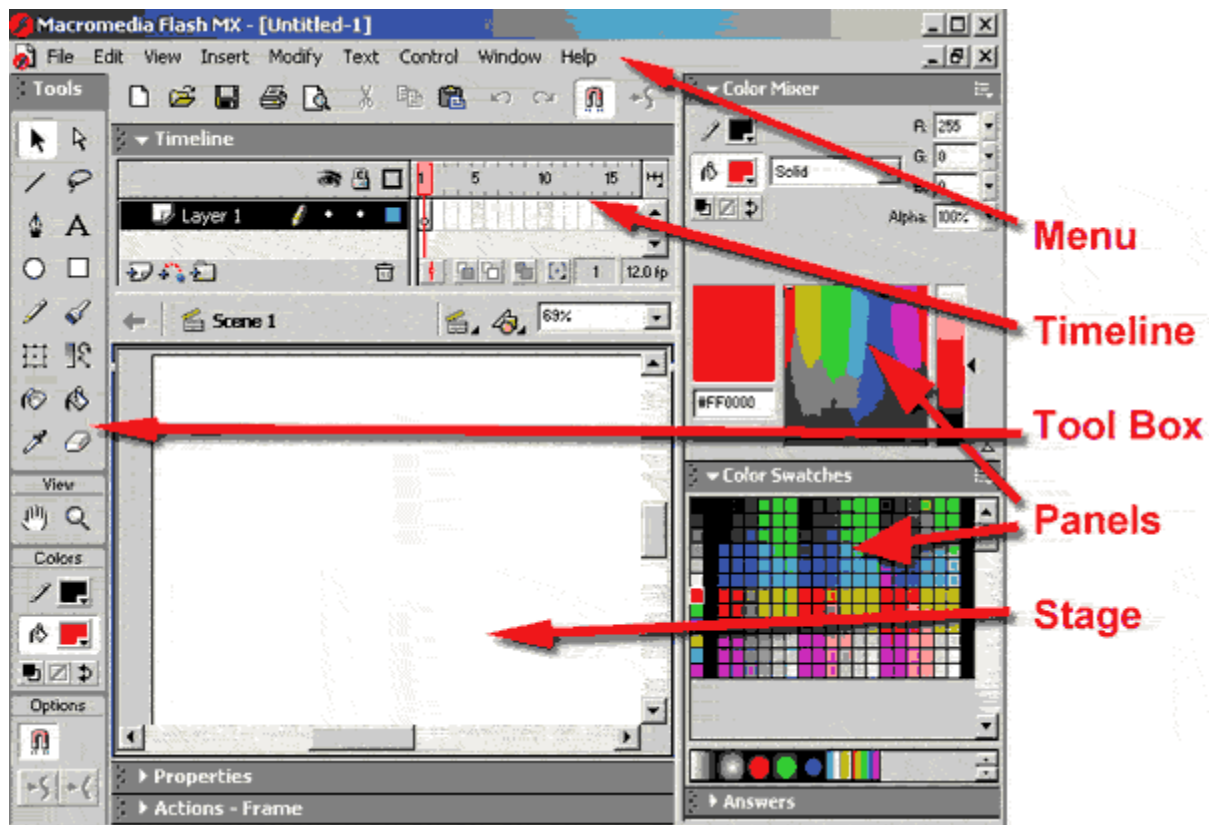 Macromedia Flash MX - [Untitled-1]
File Edit View Insert Modify Text Control Window Help
Tools
Color Mixer
Timeline
R: 255
G: 0
B: 0
Solid
Alpha: 100%
1 5 10 15
Layer 1
1 12.0 fp
Scene 1
69%
#FF0000
Color Swatches
View
Colors
Options
Properties
Actions - Frame
Answers
Menu
Timeline
Tool Box
Panels
Stage